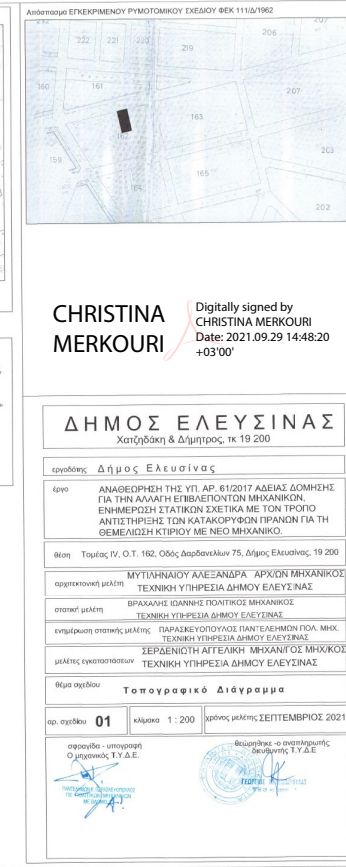 Απόσπασμα ΕΓΚΕΚΡΙΜΕΝΟΥ ΡΥΜΟΤΟΜΙΚΟΥ ΣΧΕΔΙΟΥ ΦΕΚ 111/Δ/1962
222 221 220
219
206
207
160
161
163
207
162
159
203
165
164
202
CHRISTINA
MERKOURI
Digitally signed by
CHRISTINA MERKOURI
Date: 2021.09.29 14:48:20
+03'00'
ΔΗΜΟΣ ΕΛΕΥΣΙΝΑΣ
Χατζηδάκη & Δήμητρος, τκ 19 200
εργοδότης Δήμος Ελευσίνας
έργο ΑΝΑΘΕΩΡΗΣΗ ΤΗΣ ΥΠ. ΑΡ. 61/2017 ΑΔΕΙΑΣ ΔΟΜΗΣΗΣ
ΓΙΑ ΤΗΝ ΑΛΛΑΓΗ ΕΠΙΒΛΕΠΟΝΤΩΝ ΜΗΧΑΝΙΚΩΝ,
ΕΝΗΜΕΡΩΣΗ ΣΤΑΤΙΚΩΝ ΣΧΕΤΙΚΑ ΜΕ ΤΟΝ ΤΡΟΠΟ
ΑΝΤΙΣΤΗΡΙΞΗΣ ΤΩΝ ΚΑΤΑΚΟΡΥΦΩΝ ΠΡΑΝΩΝ ΓΙΑ ΤΗ
ΘΕΜΕΛΙΩΣΗ ΚΤΙΡΙΟΥ ΜΕ ΝΕΟ ΜΗΧΑΝΙΚΟ.
θέση Τομέας IV, Ο.Τ. 162, Οδός Δαρδανελίων 75, Δήμος Ελευσίνας, 19 200
αρχιτεκτονική μελέτη ΜΥΤΙΛΗΝΑΙΟΥ ΑΛΕΞΑΝΔΡΑ ΑΡΧ/ΩΝ ΜΗΧΑΝΙΚΟΣ
ΤΕΧΝΙΚΗ ΥΠΗΡΕΣΙΑ ΔΗΜΟΥ ΕΛΕΥΣΙΝΑΣ
στατική μελέτη ΒΡΑΧΑΛΗΣ ΙΩΑΝΝΗΣ ΠΟΛΙΤΙΚΟΣ ΜΗΧΑΝΙΚΟΣ
ΤΕΧΝΙΚΗ ΥΠΗΡΕΣΙΑ ΔΗΜΟΥ ΕΛΕΥΣΙΝΑΣ
ενημέρωση στατικής μελέτης ΠΑΡΑΣΚΕΥΟΠΟΥΛΟΣ ΠΑΝΤΕΛΕΗΜΩΝ ΠΟΛ. ΜΗΧ.
ΤΕΧΝΙΚΗ ΥΠΗΡΕΣΙΑ ΔΗΜΟΥ ΕΛΕΥΣΙΝΑΣ
μελέτες εγκαταστάσεων ΣΕΡΔΕΝΙΩΤΗ ΑΓΓΕΛΙΚΗ ΜΗΧΑΝ/ΓΟΣ ΜΗΧ/ΚΟΣ
ΤΕΧΝΙΚΗ ΥΠΗΡΕΣΙΑ ΔΗΜΟΥ ΕΛΕΥΣΙΝΑΣ
θέμα σχεδίου
Τοπογραφικό Διάγραμμα
αρ. σχεδίου 01 κλίμακα 1 : 200 χρόνος μελέτης ΣΕΠΤΕΜΒΡΙΟΣ 2021
σφραγίδα - υπογραφή
Ο μηχανικός Τ.Υ.Δ.Ε.
θεωρήθηκε -ο αναπληρωτής
διευθυντής Τ.Υ.Δ.Ε